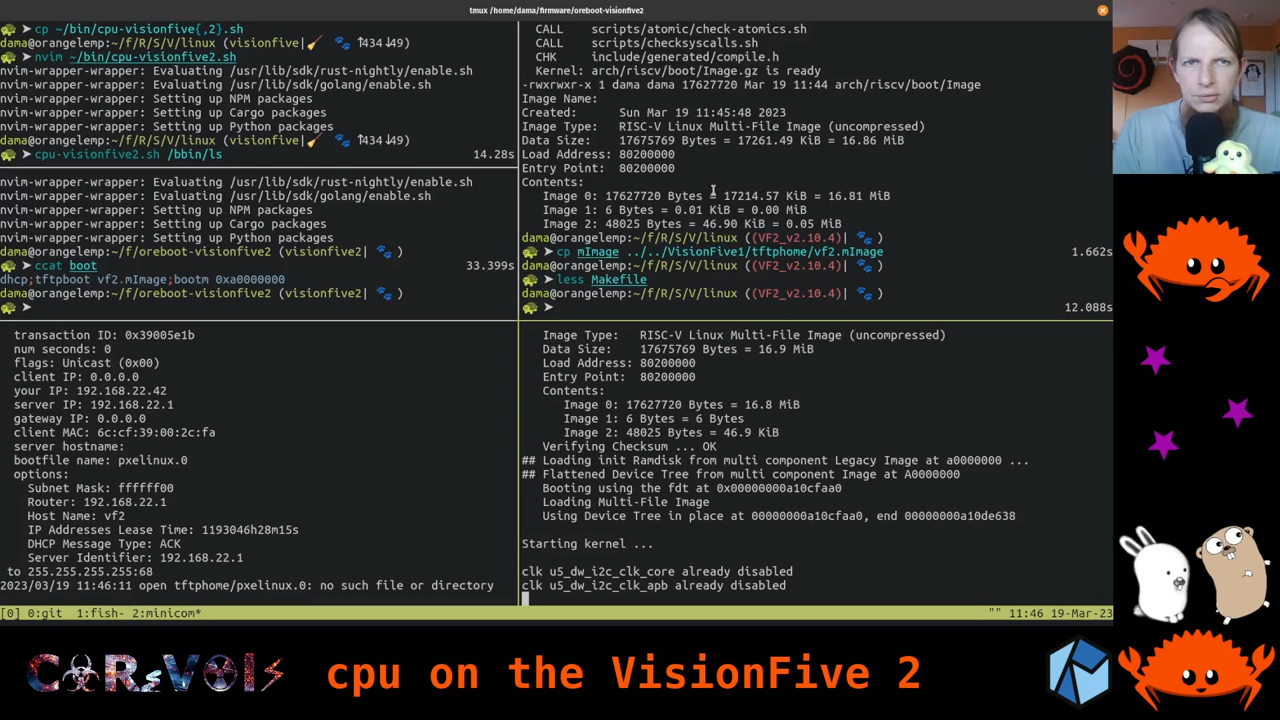 tmux /home/dama/firmware/oreboot-visionfive2
➤ cp ~/bin/cpu-visionfive{,2}.sh
dama@orangelemp:~/f/R/S/V/linux (visionfive|🧹 🐾 ↑434↓49)
➤ nvim ~/bin/cpu-visionfive2.sh
nvim-wrapper-wrapper: Evaluating /usr/lib/sdk/rust-nightly/enable.sh
nvim-wrapper-wrapper: Evaluating /usr/lib/sdk/golang/enable.sh
nvim-wrapper-wrapper: Setting up NPM packages
nvim-wrapper-wrapper: Setting up Cargo packages
nvim-wrapper-wrapper: Setting up Python packages
dama@orangelemp:~/f/R/S/V/linux (visionfive|🧹 🐾 ↑434↓49)
➤ cpu-visionfive2.sh /bbin/ls 14.28s
nvim-wrapper-wrapper: Evaluating /usr/lib/sdk/rust-nightly/enable.sh
nvim-wrapper-wrapper: Evaluating /usr/lib/sdk/golang/enable.sh
nvim-wrapper-wrapper: Setting up NPM packages
nvim-wrapper-wrapper: Setting up Cargo packages
nvim-wrapper-wrapper: Setting up Python packages
dama@orangelemp:~/f/oreboot-visionfive2 (visionfive2| 🐾 )
➤ ccat boot 33.399s
dhcp;tftpboot vf2.mImage;bootm 0xa0000000
dama@orangelemp:~/f/oreboot-visionfive2 (visionfive2| 🐾 )
➤
CALL scripts/atomic/check-atomics.sh
CALL scripts/checksyscalls.sh
CHK include/generated/compile.h
Kernel: arch/riscv/boot/Image.gz is ready
-rwxrwxr-x 1 dama dama 17627720 Mar 19 11:44 arch/riscv/boot/Image
Image Name:
Created: Sun Mar 19 11:45:48 2023
Image Type: RISC-V Linux Multi-File Image (uncompressed)
Data Size: 17675769 Bytes = 17261.49 KiB = 16.86 MiB
Load Address: 80200000
Entry Point: 80200000
Contents:
Image 0: 17627720 Bytes = 17214.57 KiB = 16.81 MiB
Image 1: 6 Bytes = 0.01 KiB = 0.00 MiB
Image 2: 48025 Bytes = 46.90 KiB = 0.05 MiB
dama@orangelemp:~/f/R/S/V/linux ((VF2_v2.10.4)| 🐾 )
➤ cp mImage ../../VisionFive1/tftphome/vf2.mImage 1.662s
dama@orangelemp:~/f/R/S/V/linux ((VF2_v2.10.4)| 🐾 )
➤ less Makefile
dama@orangelemp:~/f/R/S/V/linux ((VF2_v2.10.4)| 🐾 )
➤ 12.088s
transaction ID: 0x39005e1b
num seconds: 0
flags: Unicast (0x00)
client IP: 0.0.0.0
your IP: 192.168.22.42
server IP: 192.168.22.1
gateway IP: 0.0.0.0
client MAC: 6c:cf:39:00:2c:fa
server hostname:
bootfile name: pxelinux.0
options:
Subnet Mask: ffffff00
Router: 192.168.22.1
Host Name: vf2
IP Addresses Lease Time: 1193046h28m15s
DHCP Message Type: ACK
Server Identifier: 192.168.22.1
to 255.255.255.255:68
2023/03/19 11:46:11 open tftphome/pxelinux.0: no such file or directory
Image Type: RISC-V Linux Multi-File Image (uncompressed)
Data Size: 17675769 Bytes = 16.9 MiB
Load Address: 80200000
Entry Point: 80200000
Contents:
Image 0: 17627720 Bytes = 16.8 MiB
Image 1: 6 Bytes = 6 Bytes
Image 2: 48025 Bytes = 46.9 KiB
Verifying Checksum ... OK
## Loading init Ramdisk from multi component Legacy Image at a0000000 ...
## Flattened Device Tree from multi component Image at A0000000
Booting using the fdt at 0x00000000a10cfaa0
Loading Multi-File Image
Using Device Tree in place at 00000000a10cfaa0, end 00000000a10de638
Starting kernel ...
clk u5_dw_i2c_clk_core already disabled
clk u5_dw_i2c_clk_apb already disabled
[0] 0:git 1:fish- 2:minicom* "" 11:46 19-Mar-23
cpu on the VisionFive 2